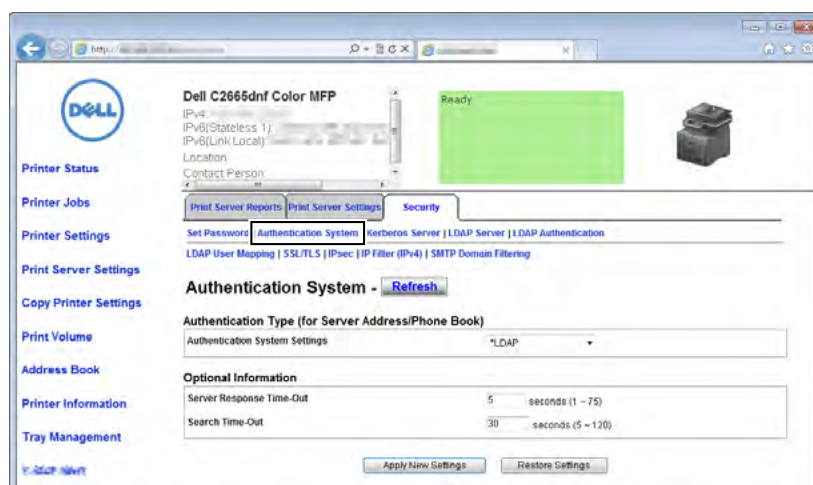 http:/
DELL
Dell C2665dnf Color MFP
IPv4:
IPv6(Stateless 1):
IPv6(Link Local):
Location:
Contact Person:
Ready
Printer Status
Printer Jobs
Printer Settings
Print Server Settings
Copy Printer Settings
Print Volume
Address Book
Printer Information
Tray Management
Print Server Reports Print Server Settings Security
Set Password | Authentication System | Kerberos Server | LDAP Server | LDAP Authentication
LDAP User Mapping | SSL/TLS | IPsec | IP Filter (IPv4) | SMTP Domain Filtering
Authentication System - Refresh
Authentication Type (for Server Address/Phone Book)
Authentication System Settings *LDAP
Optional Information
Server Response Time-Out 5 seconds (1 ~ 75)
Search Time-Out 30 seconds (5 ~ 120)
Apply New Settings Restore Settings